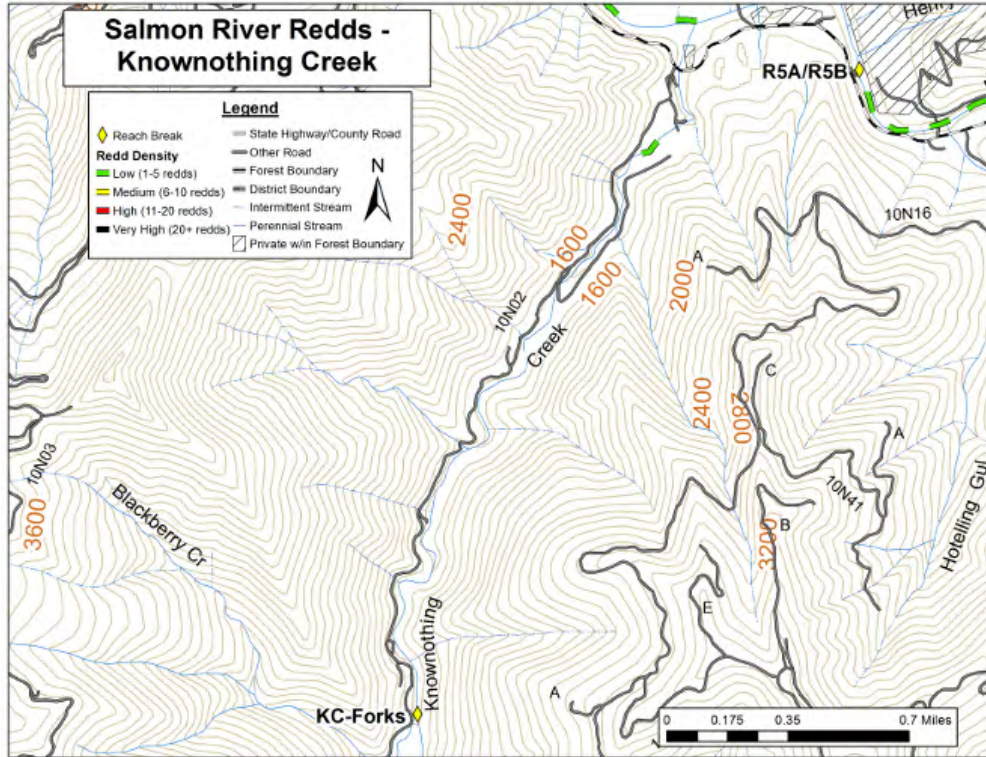 Salmon River Redds -
Knownothing Creek
Legend
Reach Break
Redd Density
Low (1-5 redds)
Medium (6-10 redds)
High (11-20 redds)
Very High (20+ redds)
State Highway/County Road
Other Road
Forest Boundary
District Boundary
Intermittent Stream
Perennial Stream
Private w/in Forest Boundary
N
Henry
R5A/R5B
10N16
2400
1600
1600
A
2000
10N02
Creek
C
2400
2800
A
10N03
3600
Blackberry Cr
10N41
B
3200
Hotelling Gul
E
Knownothing
A
KC-Forks
0 0.175 0.35 0.7 Miles